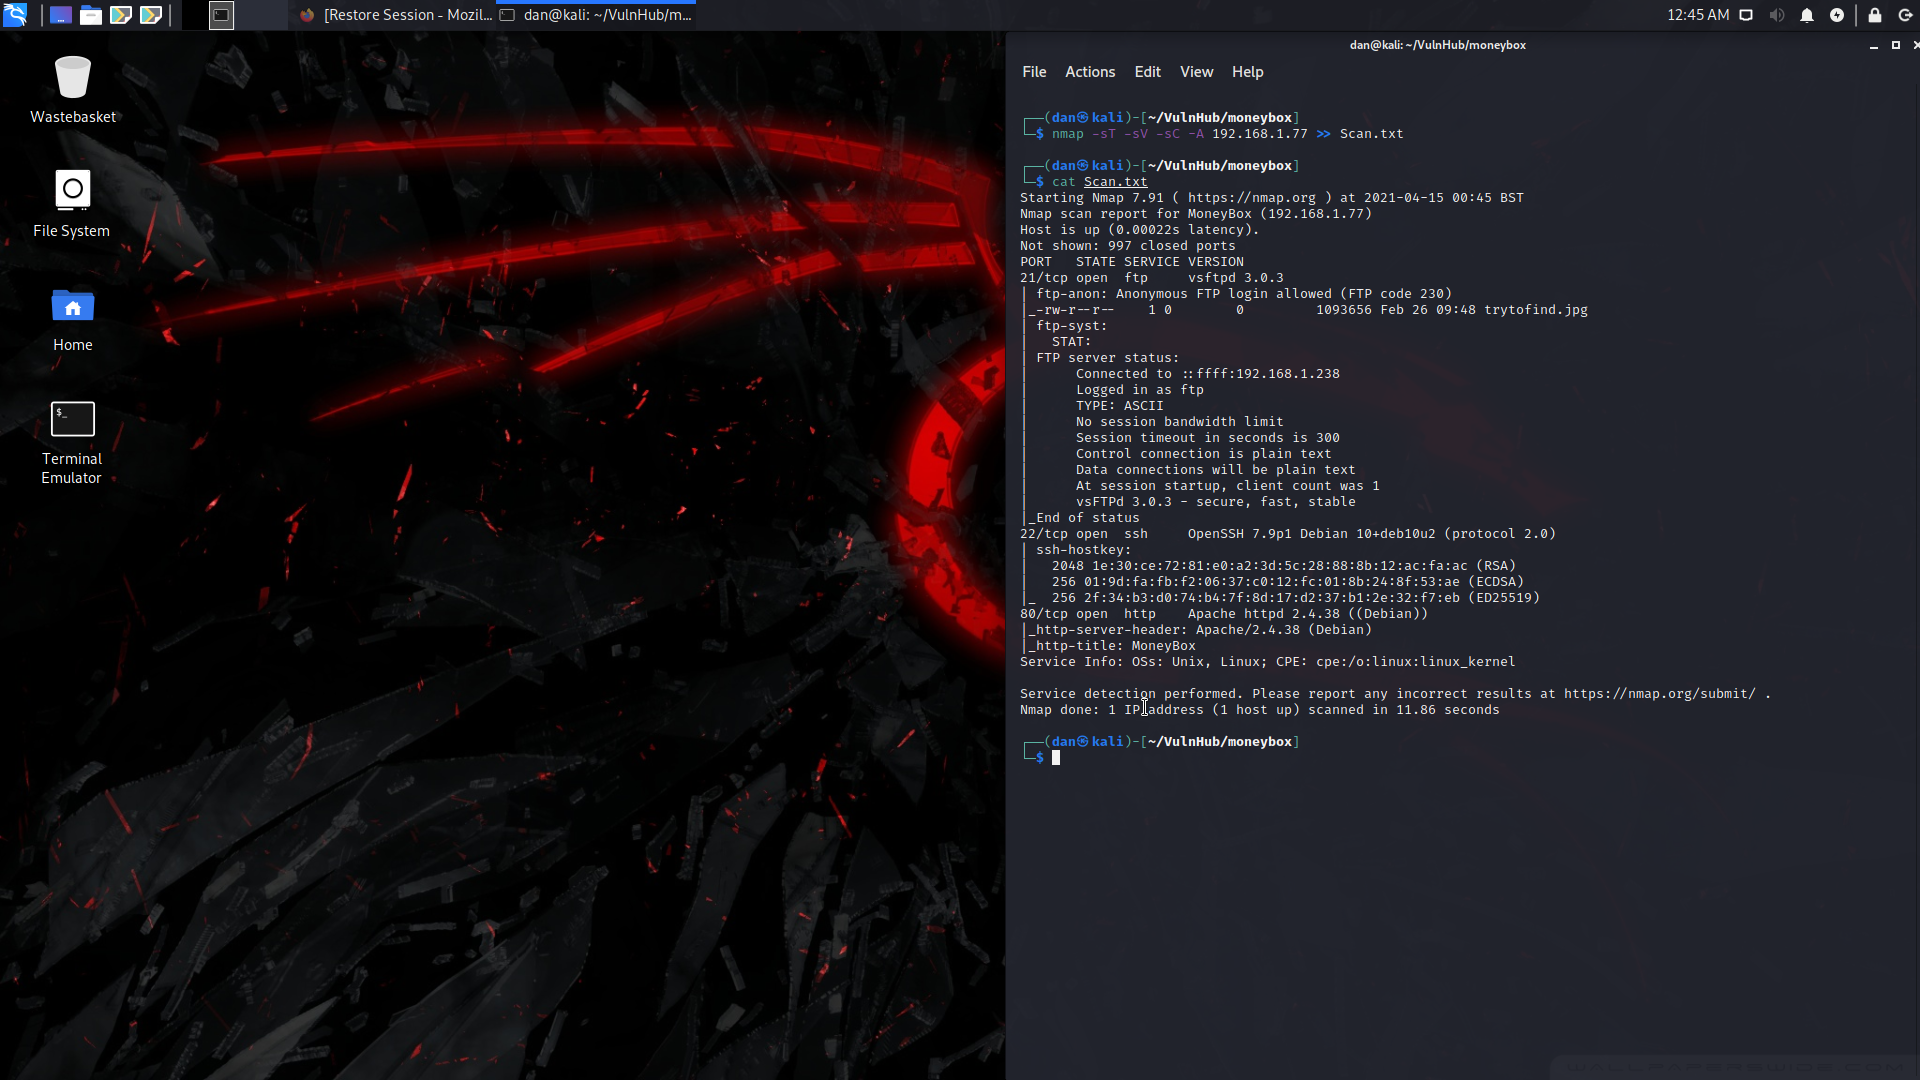 [Restore Session - Mozil...
dan@kali: ~/VulnHub/m...
12:45 AM
Wastebasket
File System
Home
$_
Terminal
Emulator
dan@kali: ~/VulnHub/moneybox
File Actions Edit View Help
┌──(dan㉿kali)-[~/VulnHub/moneybox]
└─$ nmap -sT -sV -sC -A 192.168.1.77 >> Scan.txt
┌──(dan㉿kali)-[~/VulnHub/moneybox]
└─$ cat Scan.txt
Starting Nmap 7.91 ( https://nmap.org ) at 2021-04-15 00:45 BST
Nmap scan report for MoneyBox (192.168.1.77)
Host is up (0.00022s latency).
Not shown: 997 closed ports
PORT   STATE SERVICE VERSION
21/tcp open  ftp     vsftpd 3.0.3
| ftp-anon: Anonymous FTP login allowed (FTP code 230)
|_-rw-r--r--    1 0        0         1093656 Feb 26 09:48 trytofind.jpg
| ftp-syst:
|   STAT:
| FTP server status:
|      Connected to ::ffff:192.168.1.238
|      Logged in as ftp
|      TYPE: ASCII
|      No session bandwidth limit
|      Session timeout in seconds is 300
|      Control connection is plain text
|      Data connections will be plain text
|      At session startup, client count was 1
|      vsFTPd 3.0.3 - secure, fast, stable
|_End of status
22/tcp open  ssh     OpenSSH 7.9p1 Debian 10+deb10u2 (protocol 2.0)
| ssh-hostkey:
|   2048 1e:30:ce:72:81:e0:a2:3d:5c:28:88:8b:12:ac:fa:ac (RSA)
|   256 01:9d:fa:fb:f2:06:37:c0:12:fc:01:8b:24:8f:53:ae (ECDSA)
|_  256 2f:34:b3:d0:74:b4:7f:8d:17:d2:37:b1:2e:32:f7:eb (ED25519)
80/tcp open  http    Apache httpd 2.4.38 ((Debian))
|_http-server-header: Apache/2.4.38 (Debian)
|_http-title: MoneyBox
Service Info: OSs: Unix, Linux; CPE: cpe:/o:linux:linux_kernel
Service detection performed. Please report any incorrect results at https://nmap.org/submit/ .
Nmap done: 1 IP address (1 host up) scanned in 11.86 seconds
┌──(dan㉿kali)-[~/VulnHub/moneybox]
└─$